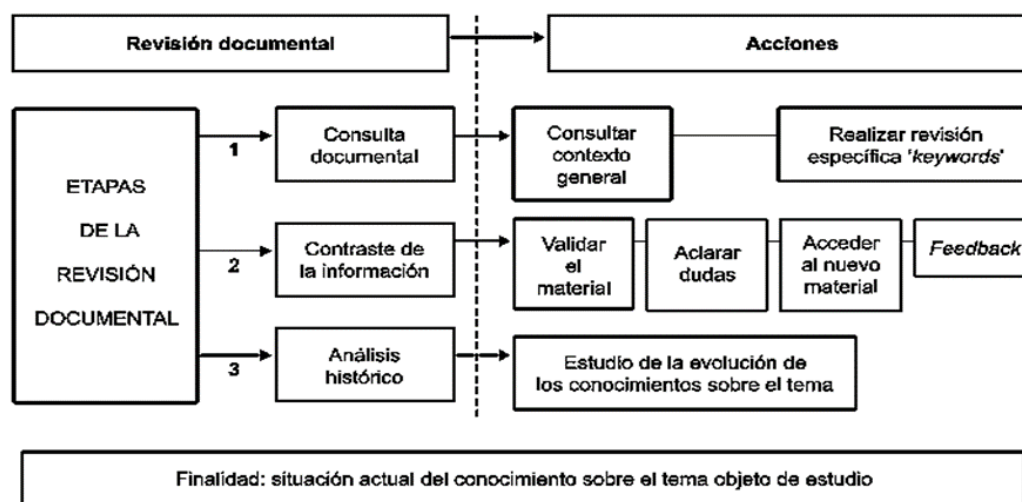 Revisión documental
Acciones
ETAPAS
DE LA
REVISIÓN
DOCUMENTAL
1
Consulta
documental
Consultar
contexto
general
Realizar revisión
específica 'keywords'
2
Contraste de
la información
Validar
el
material
Aclarar
dudas
Acceder
al nuevo
material
Feedback
3
Análisis
histórico
Estudio de la evolución de
los conocimientos sobre el tema
Finalidad: situación actual del conocimiento sobre el tema objeto de estudio